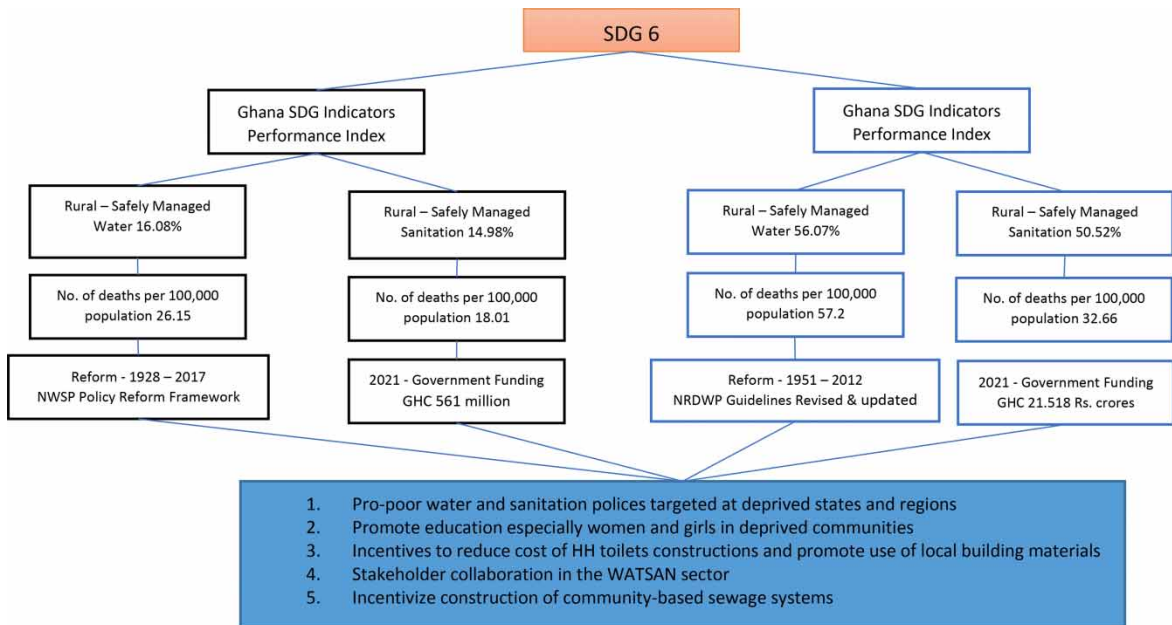 SDG 6
Ghana SDG Indicators
Performance Index
Ghana SDG Indicators
Performance Index
Rural – Safely Managed
Water 16.08%
Rural – Safely Managed
Sanitation 14.98%
Rural – Safely Managed
Water 56.07%
Rural – Safely Managed
Sanitation 50.52%
No. of deaths per 100,000
population 26.15
No. of deaths per 100,000
population 18.01
No. of deaths per 100,000
population 57.2
No. of deaths per 100,000
population 32.66
Reform - 1928 – 2017
NWSP Policy Reform Framework
2021 - Government Funding
GHC 561 million
Reform - 1951 – 2012
NRDWP Guidelines Revised & updated
2021 - Government Funding
GHC 21.518 Rs. crores
1. Pro-poor water and sanitation polices targeted at deprived states and regions
2. Promote education especially women and girls in deprived communities
3. Incentives to reduce cost of HH toilets constructions and promote use of local building materials
4. Stakeholder collaboration in the WATSAN sector
5. Incentivize construction of community-based sewage systems